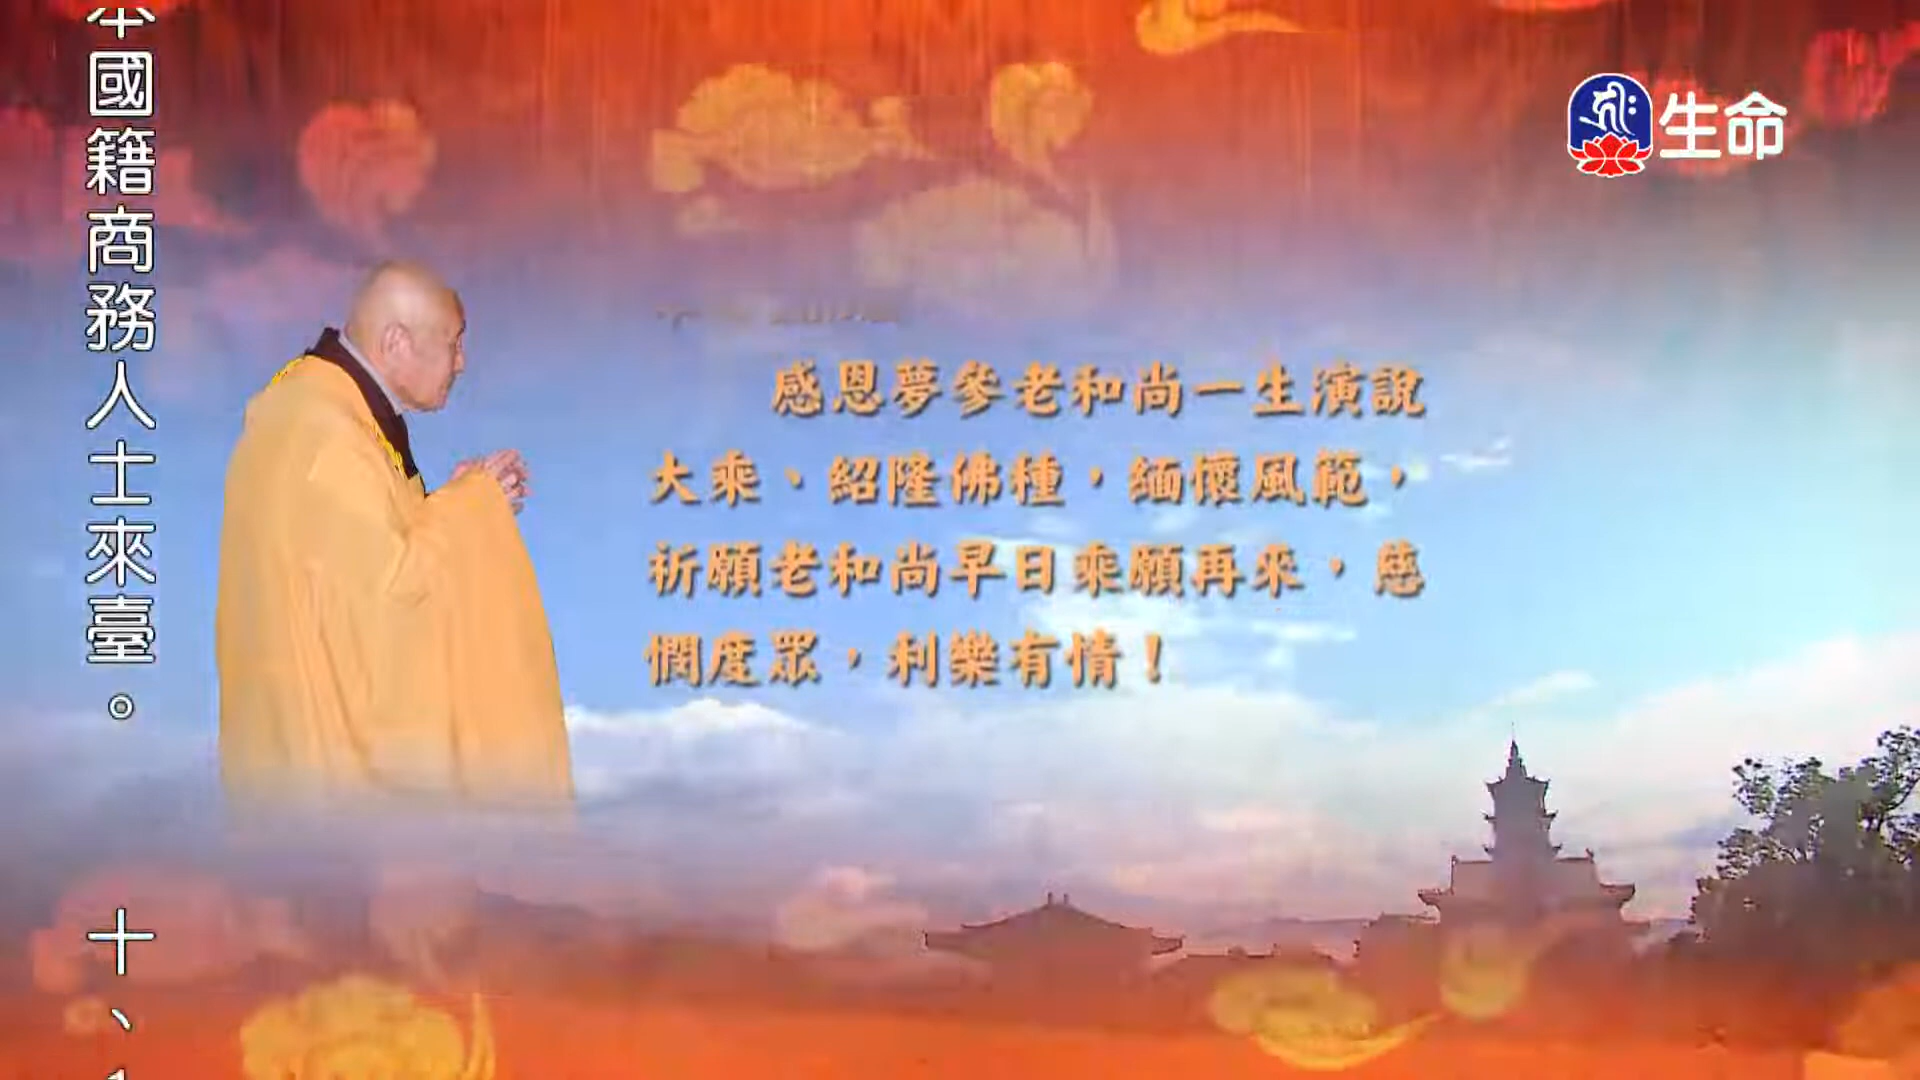 生命
感恩夢參老和尚一生演說
大乘、紹隆佛種，緬懷風範，
祈願老和尚早日乘願再來，慈
憫度眾，利樂有情！
國籍商務人士來臺。 十、